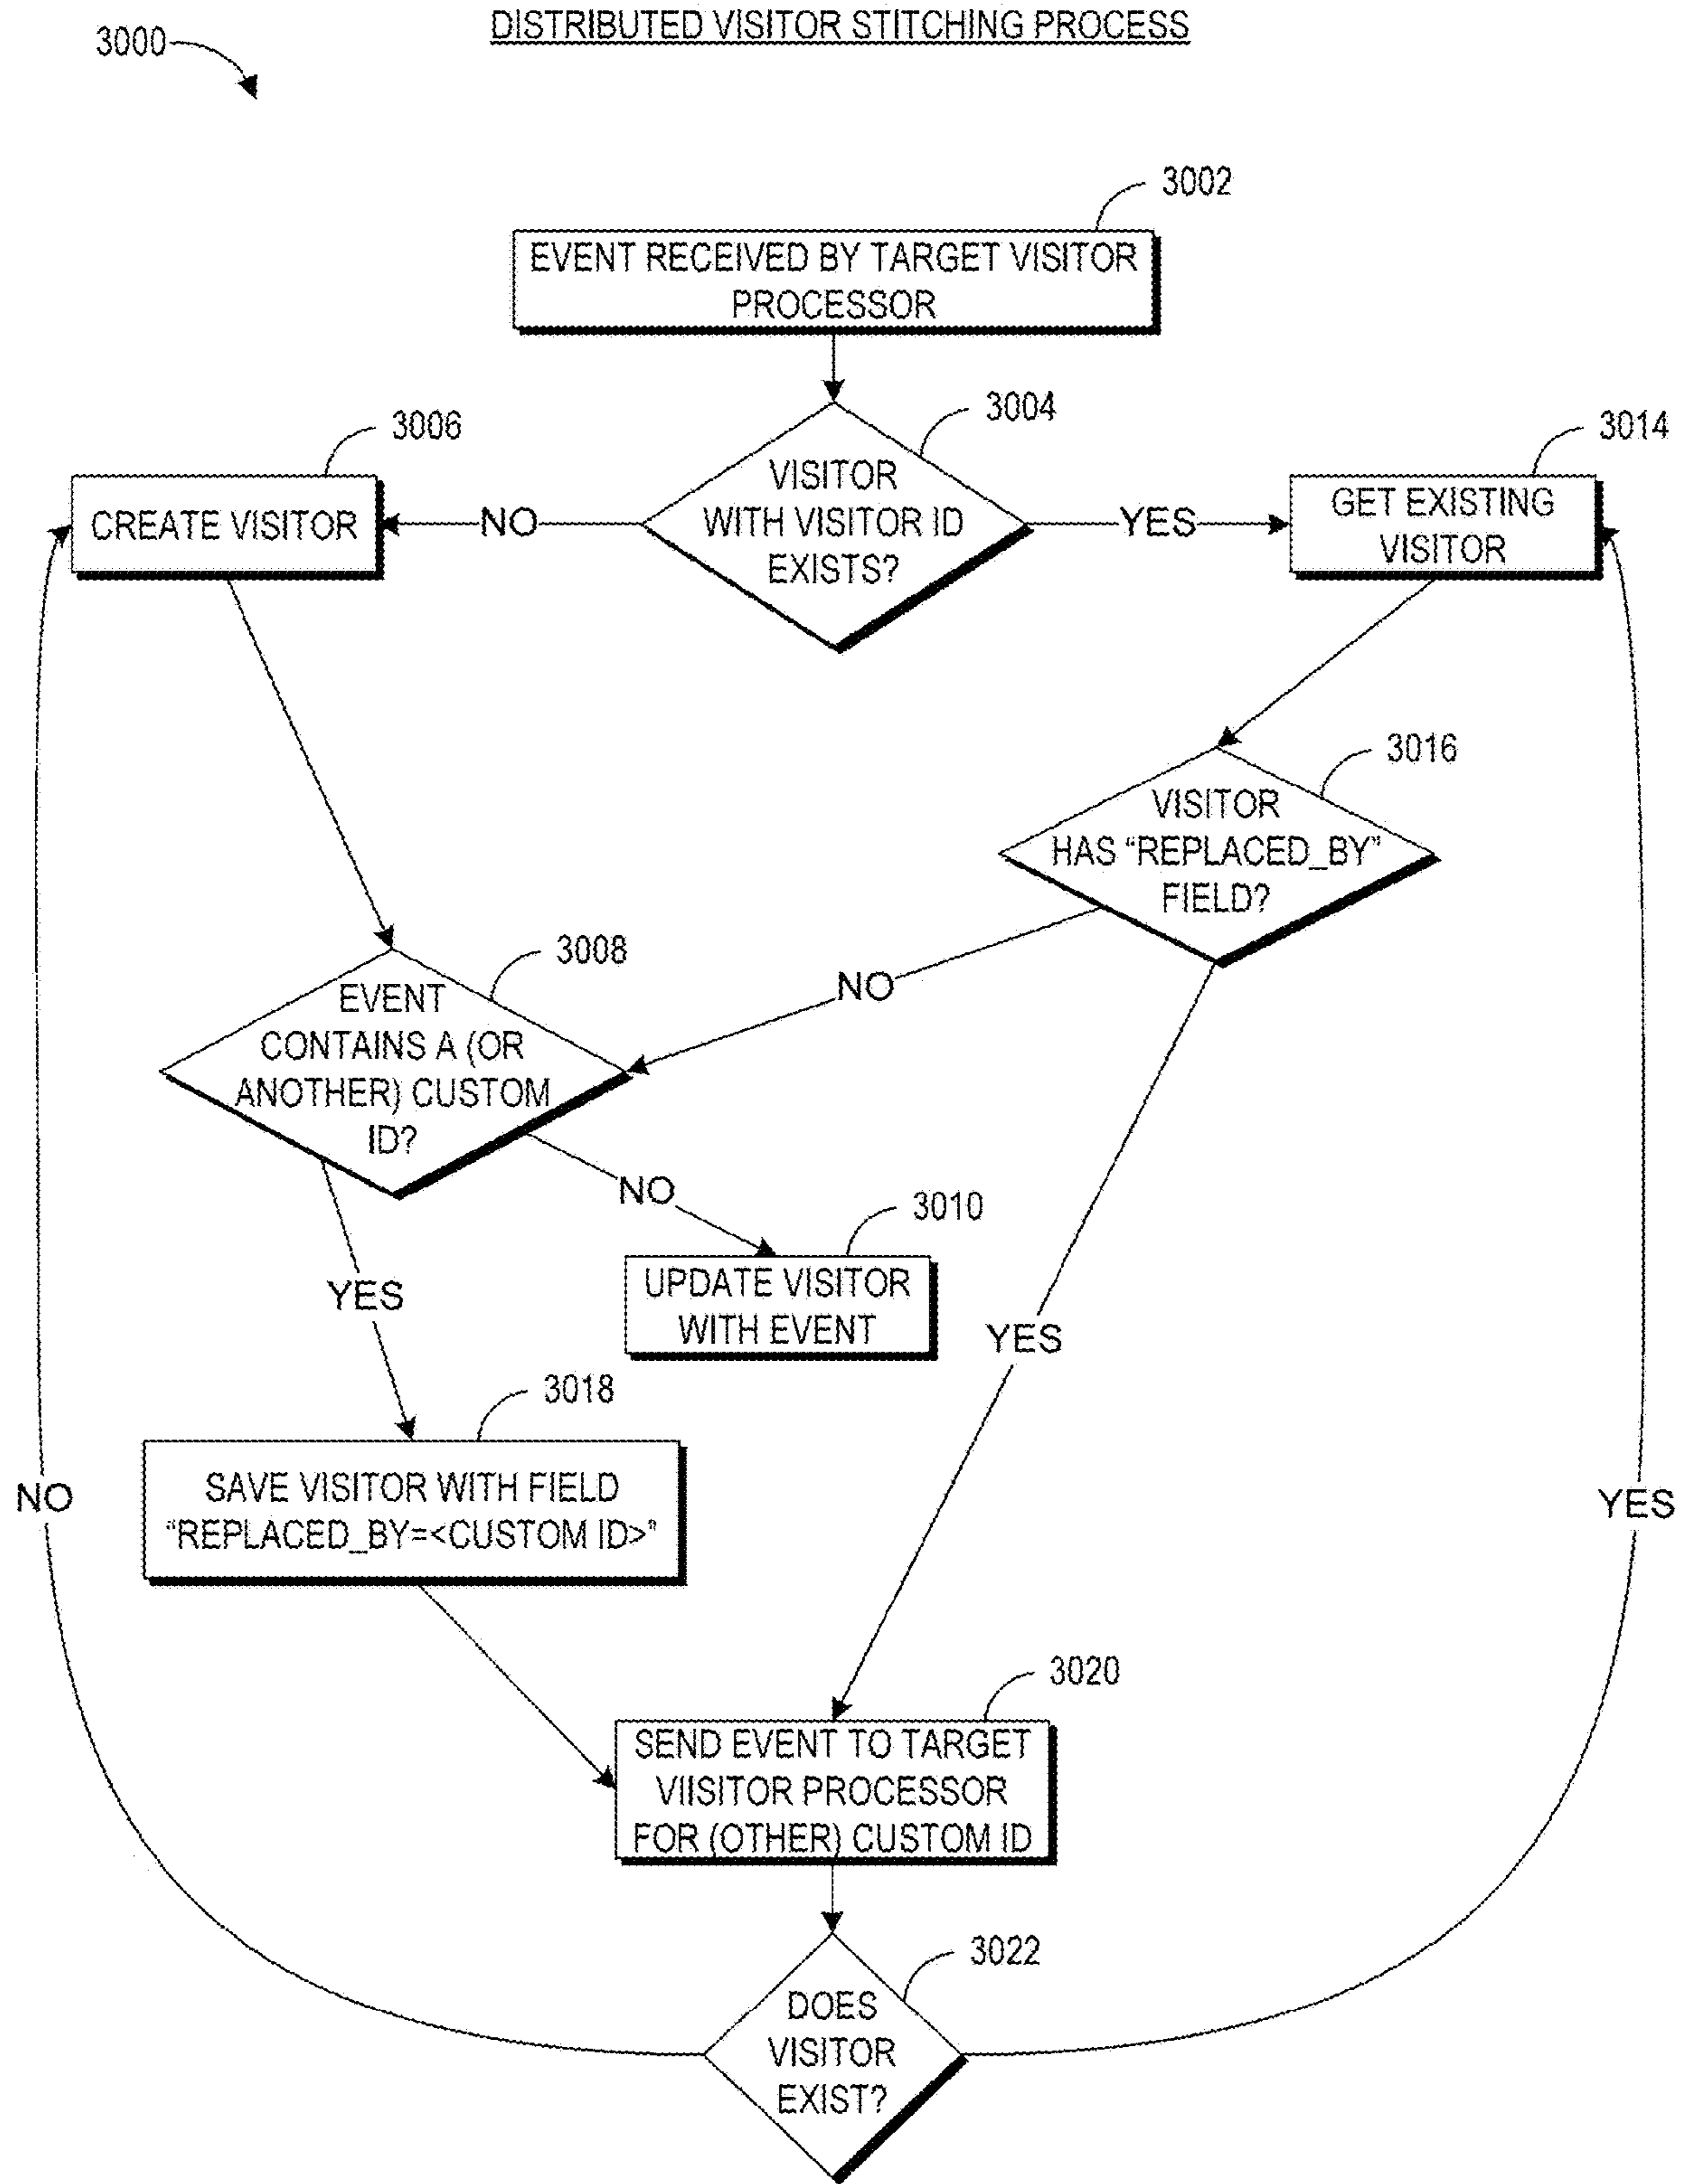 DISTRIBUTED VISITOR STITCHING PROCESS
3000
3002
EVENT RECEIVED BY TARGET VISITOR
PROCESSOR
3004
3006
3014
VISITOR
WITH VISITOR ID
EXISTS?
CREATE VISITOR
NO
YES
GET EXISTING
VISITOR
3016
VISITOR
HAS “REPLACED_BY”
FIELD?
3008
NO
EVENT
CONTAINS A (OR
ANOTHER) CUSTOM
ID?
NO
3010
YES
UPDATE VISITOR
WITH EVENT
YES
3018
SAVE VISITOR WITH FIELD
“REPLACED_BY=<CUSTOM ID>”
NO
YES
3020
SEND EVENT TO TARGET
VIISITOR PROCESSOR
FOR (OTHER) CUSTOM ID
3022
DOES
VISITOR
EXIST?